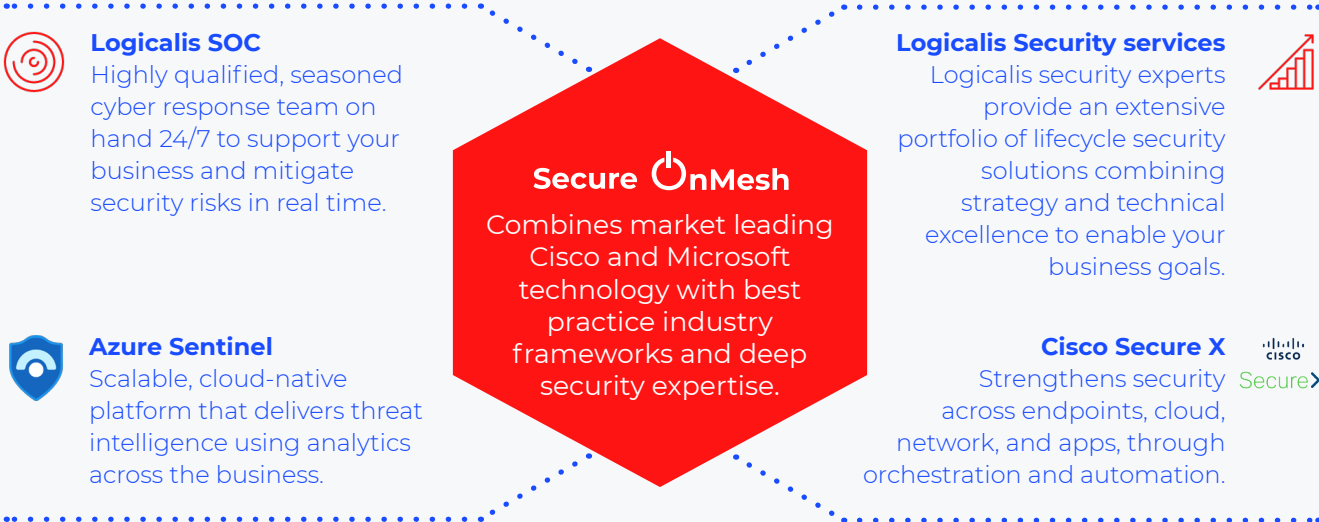 Logicalis SOC
Highly qualified, seasoned
cyber response team on
hand 24/7 to support your
business and mitigate
security risks in real time.
Azure Sentinel
Scalable, cloud-native
platform that delivers threat
intelligence using analytics
across the business.
Secure OnMesh
Combines market leading
Cisco and Microsoft
technology with best
practice industry
frameworks and deep
security expertise.
Logicalis Security services
Logicalis security experts
provide an extensive
portfolio of lifecycle security
solutions combining
strategy and technical
excellence to enable your
business goals.
Cisco Secure X
Strengthens security
across endpoints, cloud,
network, and apps, through
orchestration and automation.
CISCO
SecureX